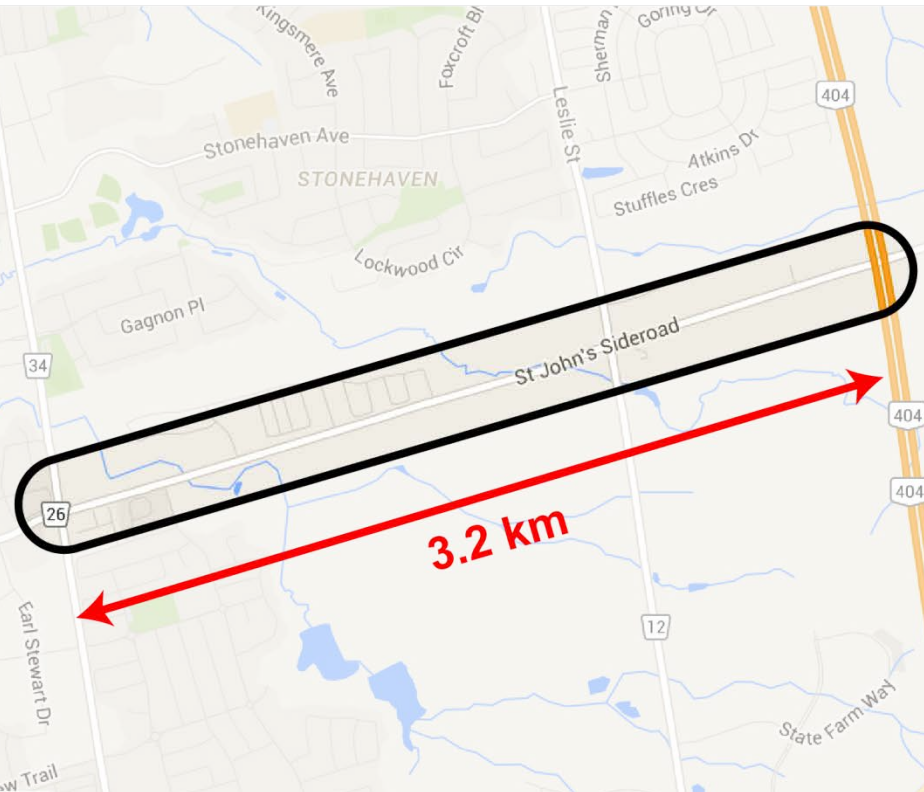 Kingsmere Ave
Foxcroft Bl
Sherman
Goring Cr
404
Leslie St
Stonehaven Ave
STONEHAVEN
Atkins Dr
Stuffles Cres
Lockwood Cir
Gagnon Pl
34
St John's Sideroad
404
404
26
3.2 km
Earl Stewart Dr
12
State Farm Way
w Trail